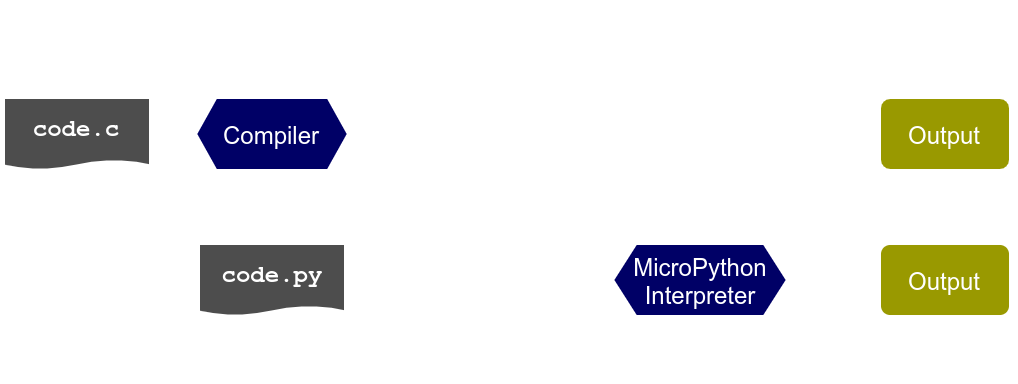 code.c
Compiler
Output
code.py
MicroPython
Interpreter
Output